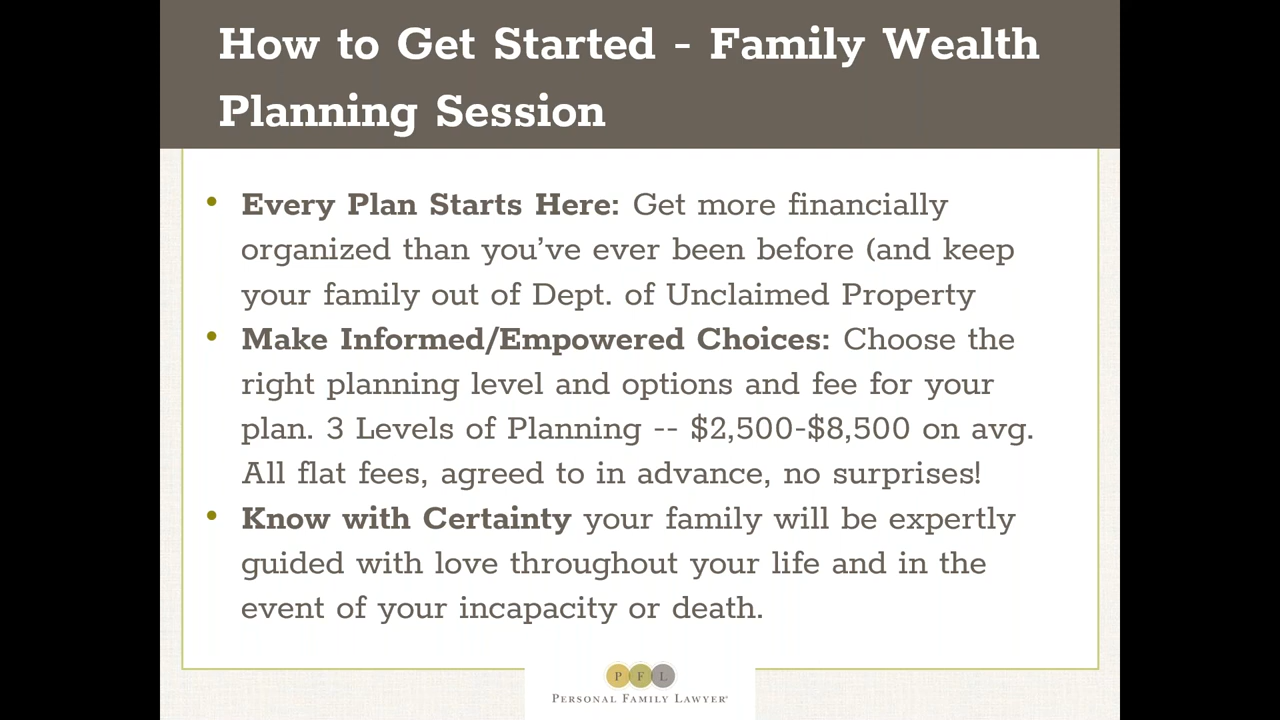 How to Get Started - Family Wealth
Planning Session
• Every Plan Starts Here: Get more financially
organized than you’ve ever been before (and keep
your family out of Dept. of Unclaimed Property
• Make Informed/Empowered Choices: Choose the
right planning level and options and fee for your
plan. 3 Levels of Planning -- $2,500-$8,500 on avg.
All flat fees, agreed to in advance, no surprises!
• Know with Certainty your family will be expertly
guided with love throughout your life and in the
event of your incapacity or death.
P F L
PERSONAL FAMILY LAWYER®